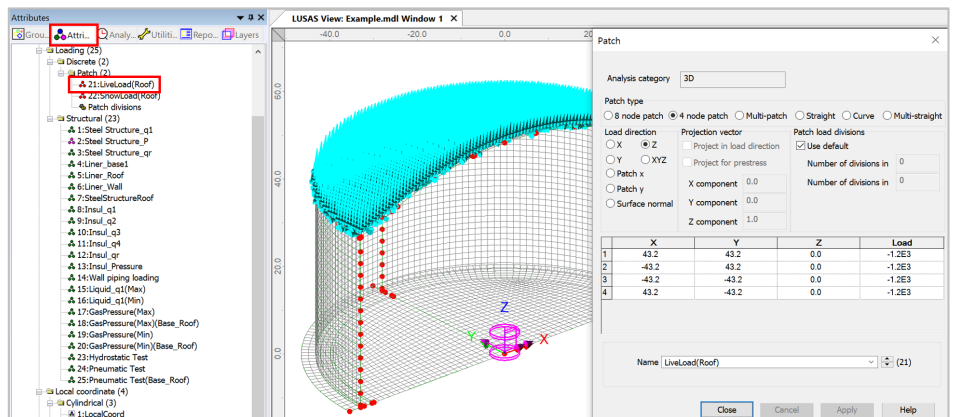 Attributes
Grou...
Attri...
Analy...
Utiliti...
Repo...
Layers
Loading (25)
Discrete (2)
Patch (2)
21:LiveLoad(Roof)
22:SnowLoad(Roof)
Patch divisions
Structural (23)
1:Steel Structure_q1
2:Steel Structure_P
3:Steel Structure_qr
4:Liner_base1
5:Liner_Roof
6:Liner_Wall
7:SteelStructureRoof
8:Insul_q1
9:Insul_q2
10:Insul_q3
11:Insul_q4
12:Insul_qr
13:Insul_Pressure
14:Wall piping loading
15:Liquid_q1(Max)
16:Liquid_q1(Min)
17:GasPressure(Max)
18:GasPressure(Max)(Base_Roof)
19:GasPressure(Min)
20:GasPressure(Min)(Base_Roof)
23:Hydrostatic Test
24:Pneumatic Test
25:Pneumatic Test(Base_Roof)
Local coordinate (4)
Cylindrical (3)
1:LocalCoord
LUSAS View: Example.mdl Window 1
-40.0 -20.0 0.0 20
60.0
40.0
20.0
0.0
Z
Y
X
Patch
Analysis category 3D
Patch type
8 node patch 4 node patch Multi-patch Straight Curve Multi-straight
Load direction Projection vector Patch load divisions
X Z Project in load direction Use default
Y XYZ Project for prestress Number of divisions in 0
Patch x
X component 0.0 Number of divisions in 0
Patch y
Surface normal Y component 0.0
Z component 1.0
X Y Z Load
1 43.2 43.2 0.0 -1.2E3
2 -43.2 43.2 0.0 -1.2E3
3 -43.2 -43.2 0.0 -1.2E3
4 43.2 -43.2 0.0 -1.2E3
Name LiveLoad(Roof) (21)
Close Cancel Apply Help